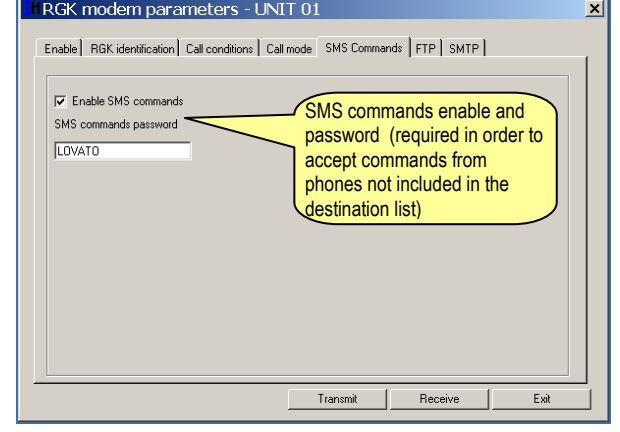 RGK modem parameters - UNIT 01
Enable RGK identification Call conditions Call mode SMS Commands FTP SMTP
Enable SMS commands
SMS commands password
LOVATO
SMS commands enable and
password (required in order to
accept commands from
phones not included in the
destination list)
Transmit Receive Exit